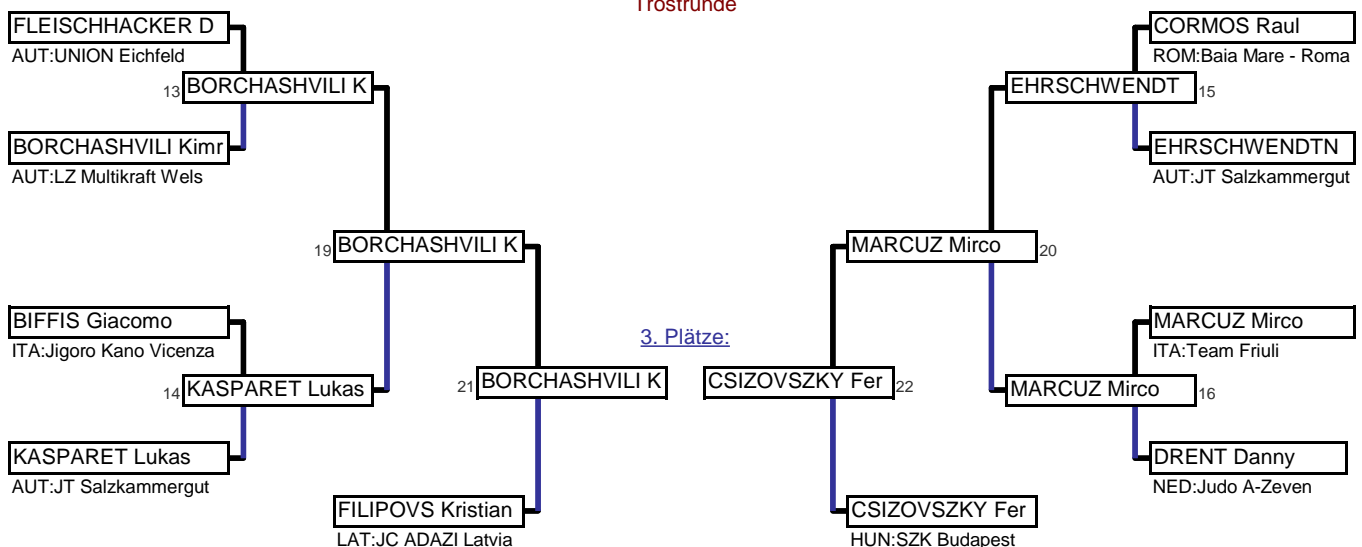 Trostrunde
FLEISCHHACKER D
AUT:UNION Eichfeld
13 BORCHASHVILI K
BORCHASHVILI Kimr
AUT:LZ Multikraft Wels
19 BORCHASHVILI K
BIFFIS Giacomo
ITA:Jigoro Kano Vicenza
14 KASPARET Lukas
KASPARET Lukas
AUT:JT Salzkammergut
21 BORCHASHVILI K
FILIPOVS Kristian
LAT:JC ADAZI Latvia
3. Plätze:
CORMOS Raul
ROM:Baia Mare - Roma
EHRSCHWENDT 15
EHRSCHWENDTN
AUT:JT Salzkammergut
MARCUZ Mirco 20
MARCUZ Mirco
ITA:Team Friuli
MARCUZ Mirco 16
DRENT Danny
NED:Judo A-Zeven
CSIZOVSZKY Fer 22
CSIZOVSZKY Fer
HUN:SZK Budapest